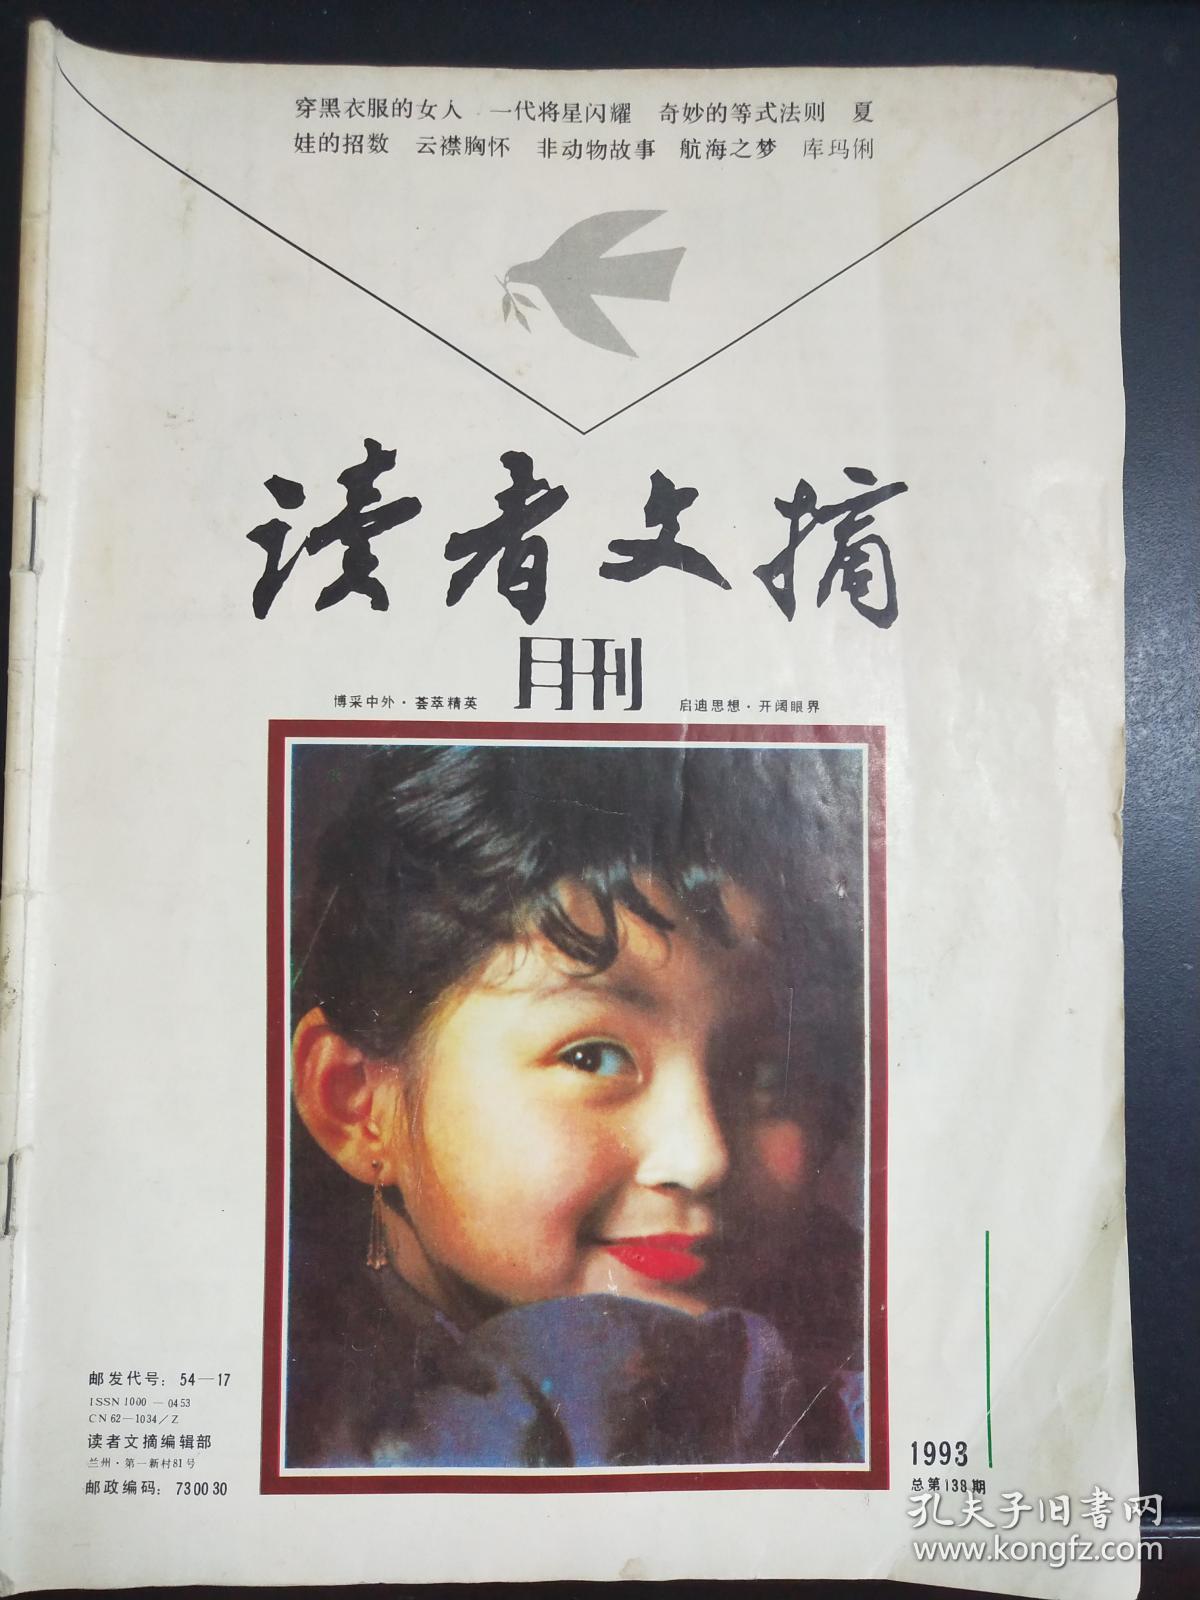 穿黑衣服的女人 一代将星闪耀 奇妙的等式法则 夏
娃的招数 云襟胸怀 非动物故事 航海之梦 库玛俐
读者文摘
月刊
博采中外·荟萃精英
启迪思想·开阔眼界
邮发代号：54—17
ISSN 1000—0453
CN 62—1034/Z
读者文摘编辑部
兰州·第一新村81号
邮政编码：730030
1993
1
总第138期
孔夫子旧书网
www.kongfz.com